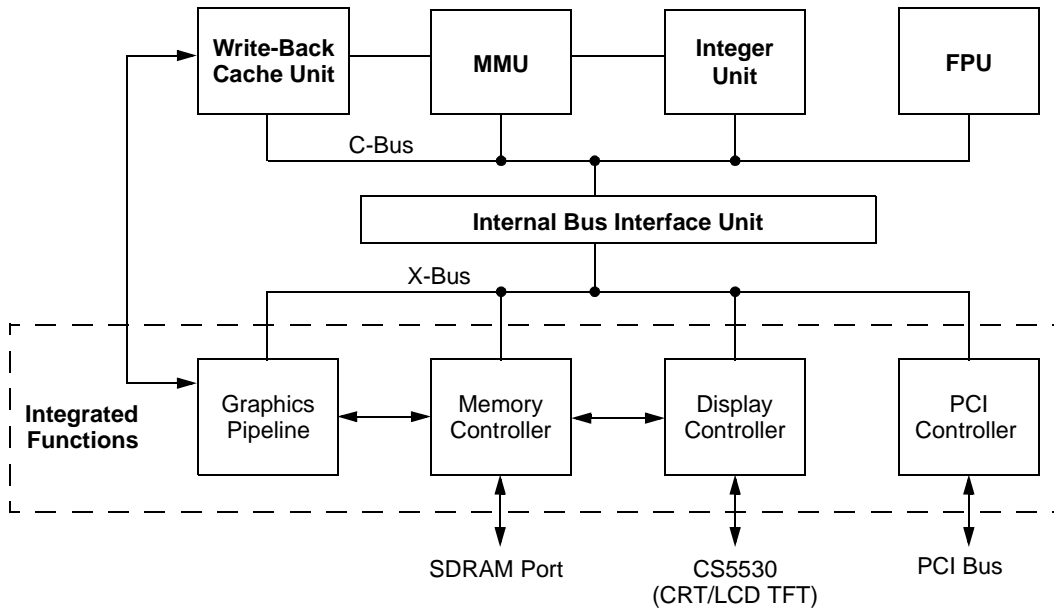 Write-Back
Cache Unit
MMU
Integer
Unit
FPU
C-Bus
Internal Bus Interface Unit
X-Bus
Integrated
Functions
Graphics
Pipeline
Memory
Controller
Display
Controller
PCI
Controller
SDRAM Port
CS5530
(CRT/LCD TFT)
PCI Bus